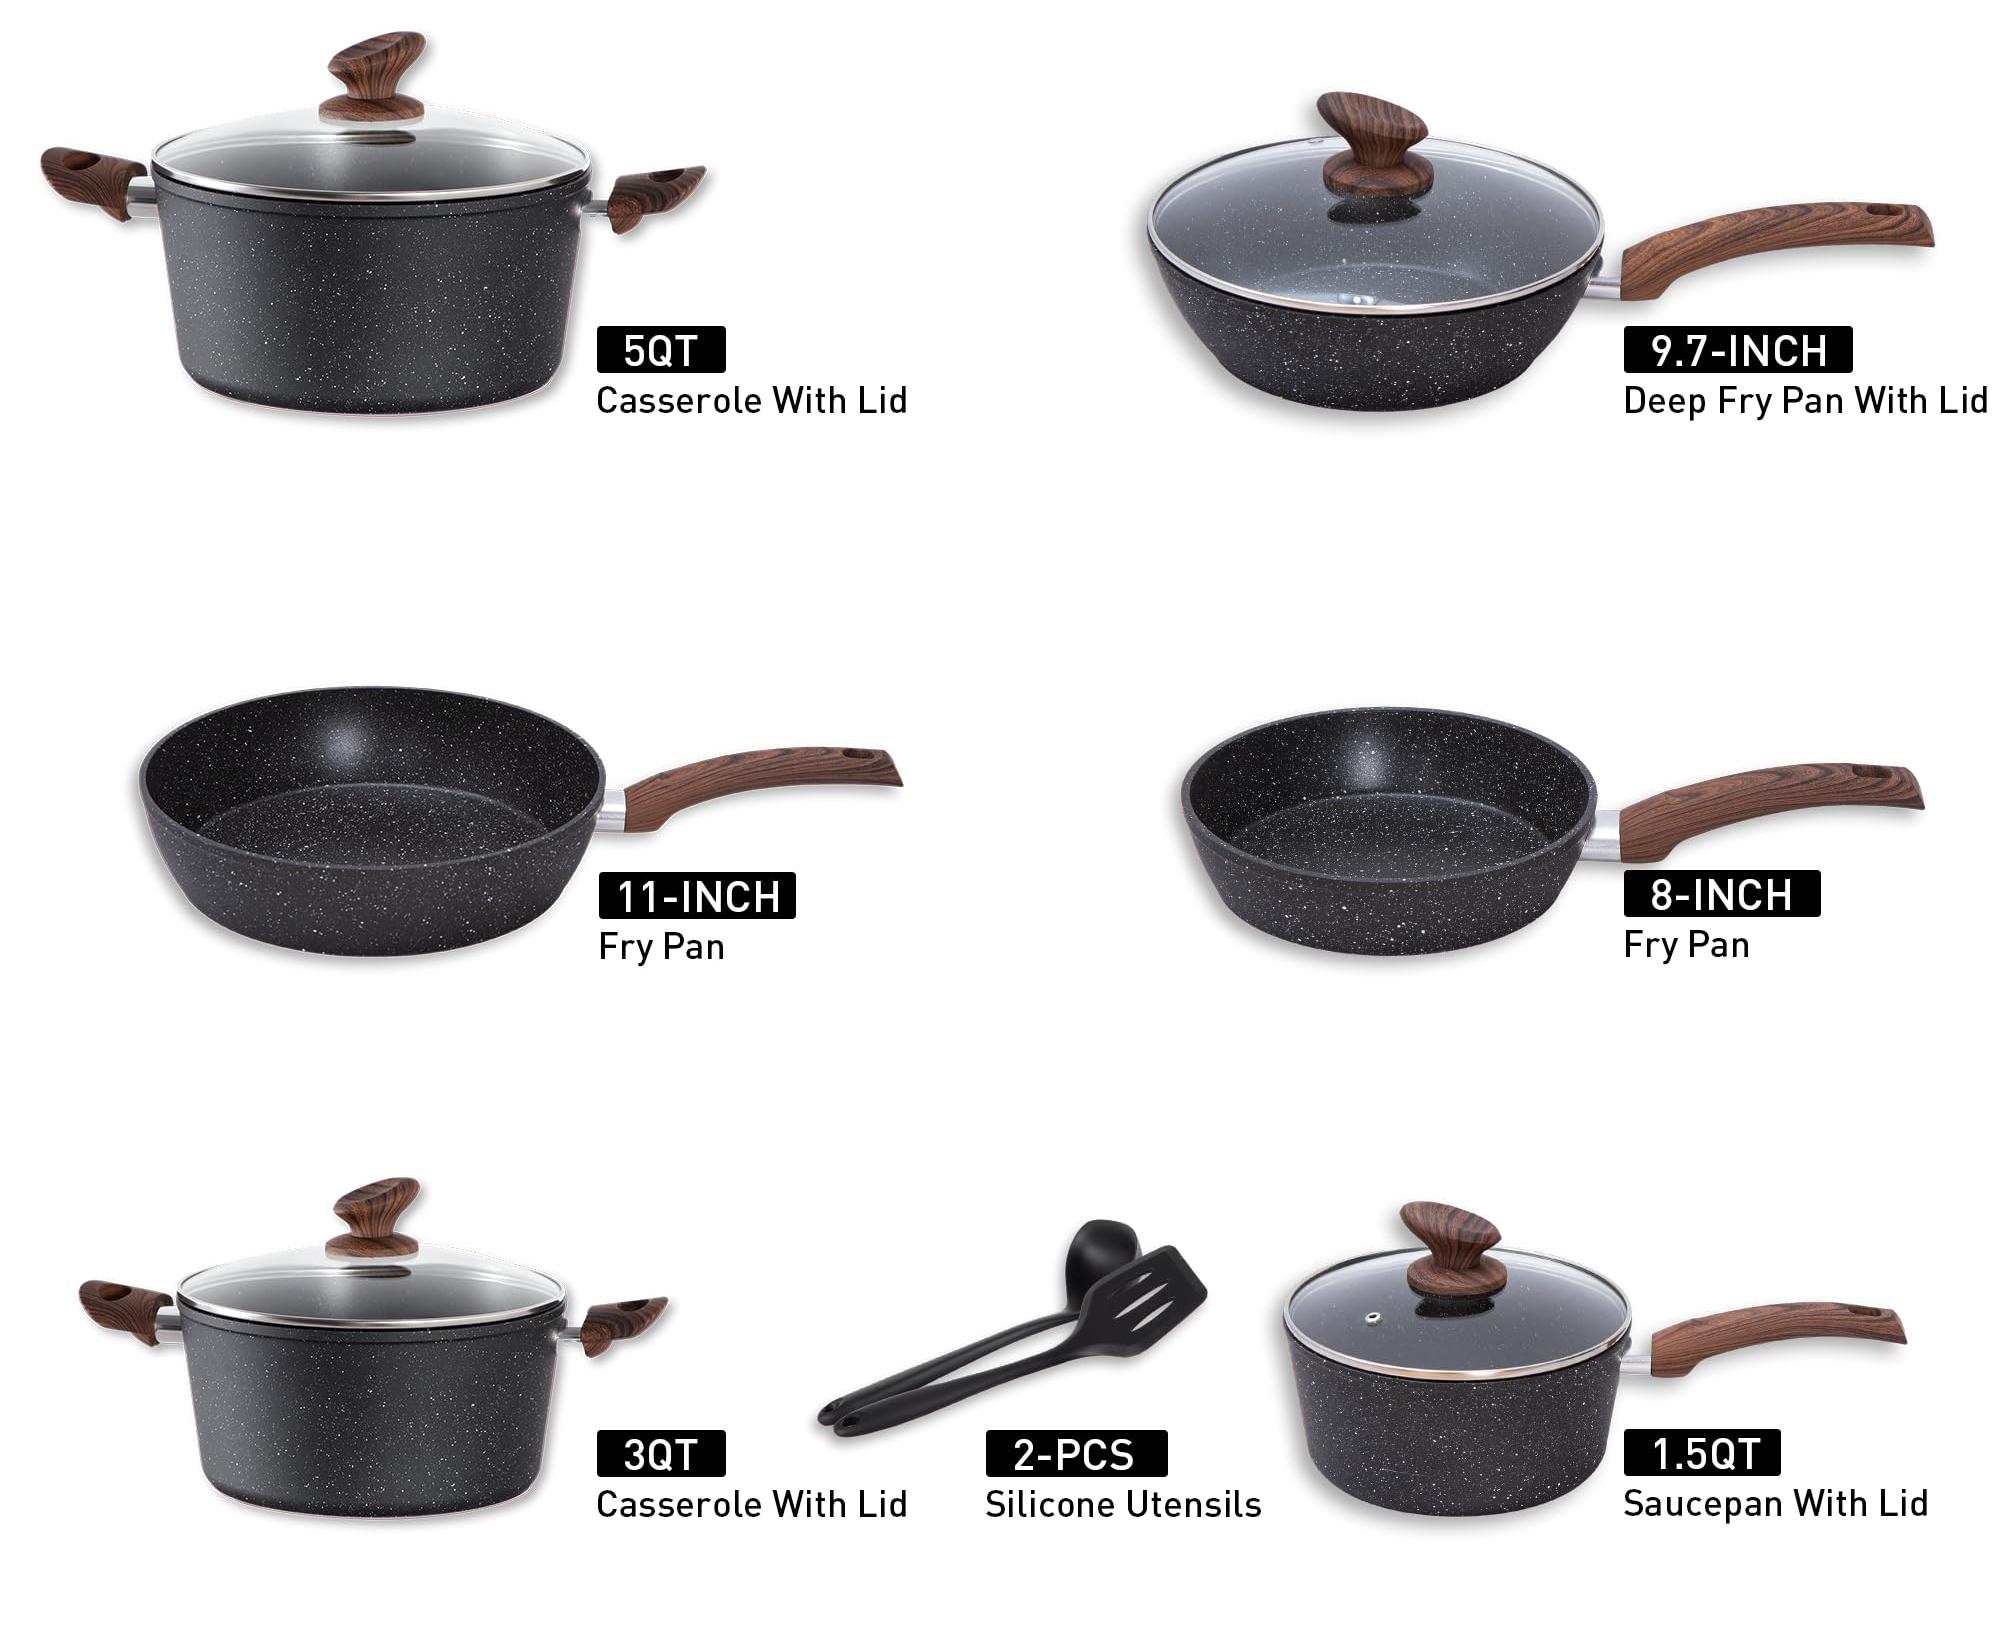 5QT
Casserole With Lid
9.7-INCH
Deep Fry Pan With Lid
11-INCH
Fry Pan
8-INCH
Fry Pan
3QT
Casserole With Lid
2-PCS
Silicone Utensils
1.5QT
Saucepan With Lid